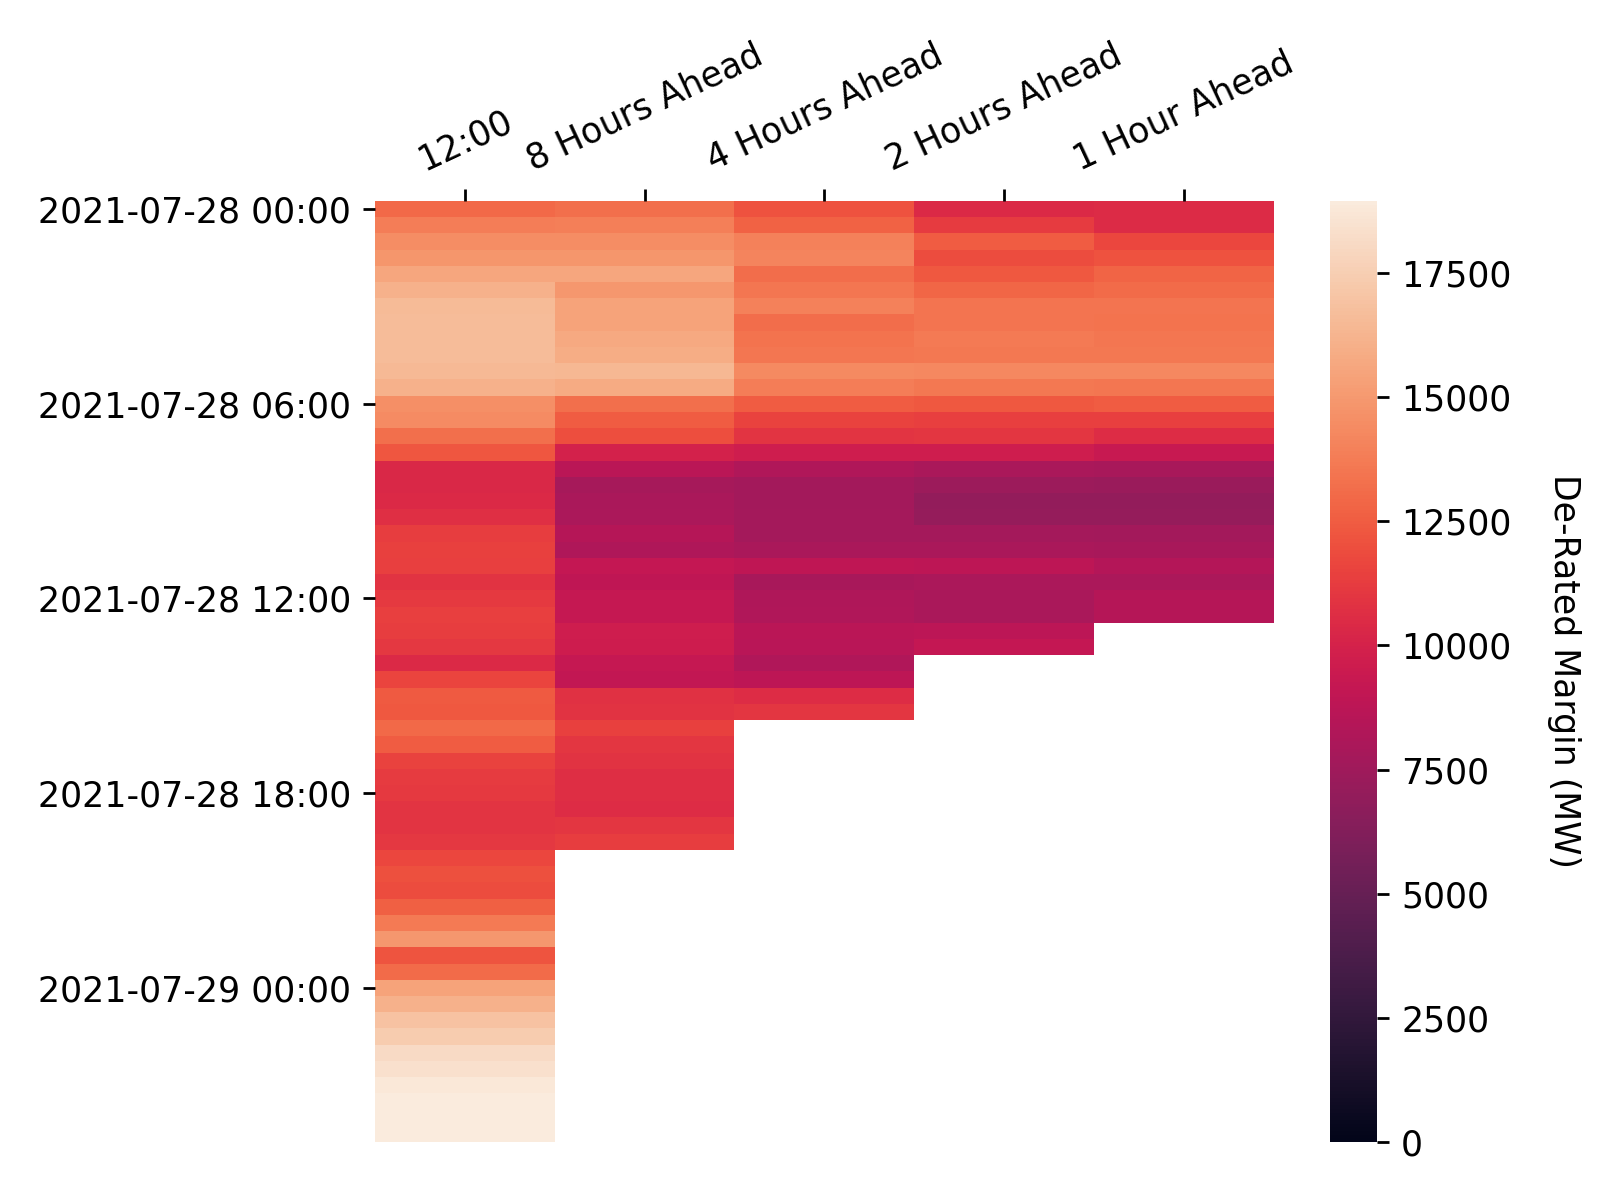 12:00
8 Hours Ahead
4 Hours Ahead
2 Hours Ahead
1 Hour Ahead
2021-07-28 00:00
2021-07-28 06:00
2021-07-28 12:00
2021-07-28 18:00
2021-07-29 00:00
17500
15000
12500
10000
7500
5000
2500
0
De-Rated Margin (MW)